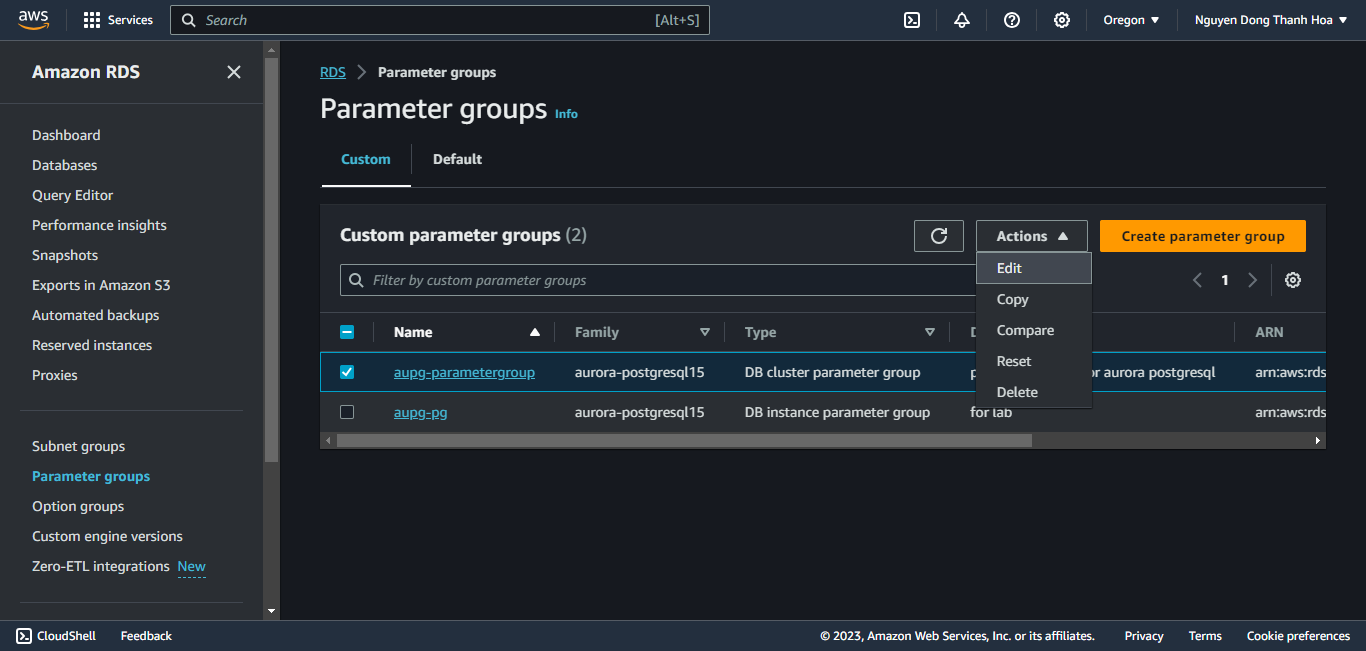 aws Services Search [Alt+S] Oregon Nguyen Dong Thanh Hoa
Amazon RDS
Dashboard
Databases
Query Editor
Performance insights
Snapshots
Exports in Amazon S3
Automated backups
Reserved instances
Proxies
Subnet groups
Parameter groups
Option groups
Custom engine versions
Zero-ETL integrations New
RDS Parameter groups
Parameter groups Info
Custom Default
Custom parameter groups (2) Actions Create parameter group
Filter by custom parameter groups 1
Edit
Copy
Compare
Reset
Delete
Name Family Type ARN
aupg-parametergroup aurora-postgresql15 DB cluster parameter group or aurora postgresql arn:aws:rds
aupg-pg aurora-postgresql15 DB instance parameter group for lab arn:aws:rds
CloudShell Feedback © 2023, Amazon Web Services, Inc. or its affiliates. Privacy Terms Cookie preferences